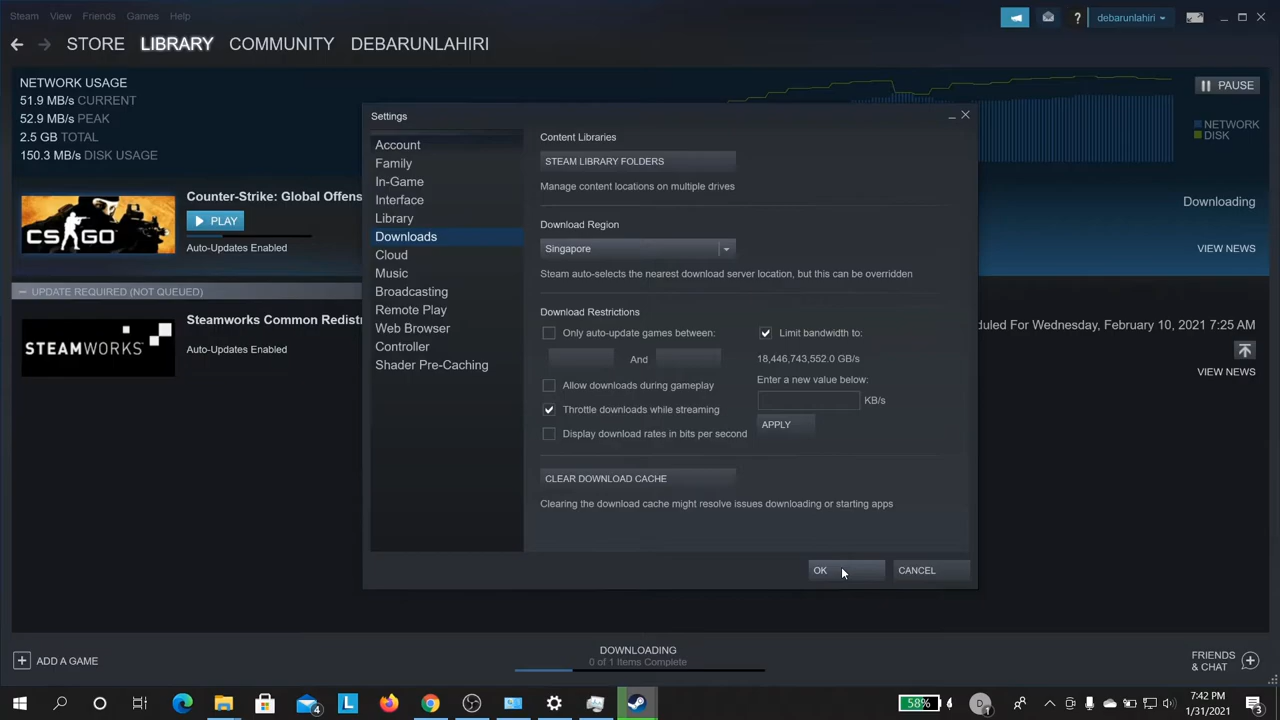 Steam View Friends Games Help
? debarunlahiri
STORE LIBRARY COMMUNITY DEBARUNLAHIRI
NETWORK USAGE
51.9 MB/s CURRENT
52.9 MB/s PEAK
2.5 GB TOTAL
150.3 MB/s DISK USAGE
PAUSE
NETWORK
DISK
CS:GO
Counter-Strike: Global Offens
PLAY
Auto-Updates Enabled
Downloading
VIEW NEWS
UPDATE REQUIRED (NOT QUEUED)
STEAMWORKS
Steamworks Common Redistr
Auto-Updates Enabled
duled For Wednesday, February 10, 2021 7:25 AM
VIEW NEWS
Settings
Account
Family
In-Game
Interface
Library
Downloads
Cloud
Music
Broadcasting
Remote Play
Web Browser
Controller
Shader Pre-Caching
Content Libraries
STEAM LIBRARY FOLDERS
Manage content locations on multiple drives
Download Region
Singapore
Steam auto-selects the nearest download server location, but this can be overridden
Download Restrictions
Only auto-update games between:
And
Allow downloads during gameplay
Throttle downloads while streaming
Display download rates in bits per second
Limit bandwidth to:
18,446,743,552.0 GB/s
Enter a new value below:
KB/s
APPLY
CLEAR DOWNLOAD CACHE
Clearing the download cache might resolve issues downloading or starting apps
OK CANCEL
ADD A GAME
DOWNLOADING
0 of 1 Items Complete
FRIENDS
& CHAT
4
L
58%
D
1
7:42 PM
1/31/2021
3